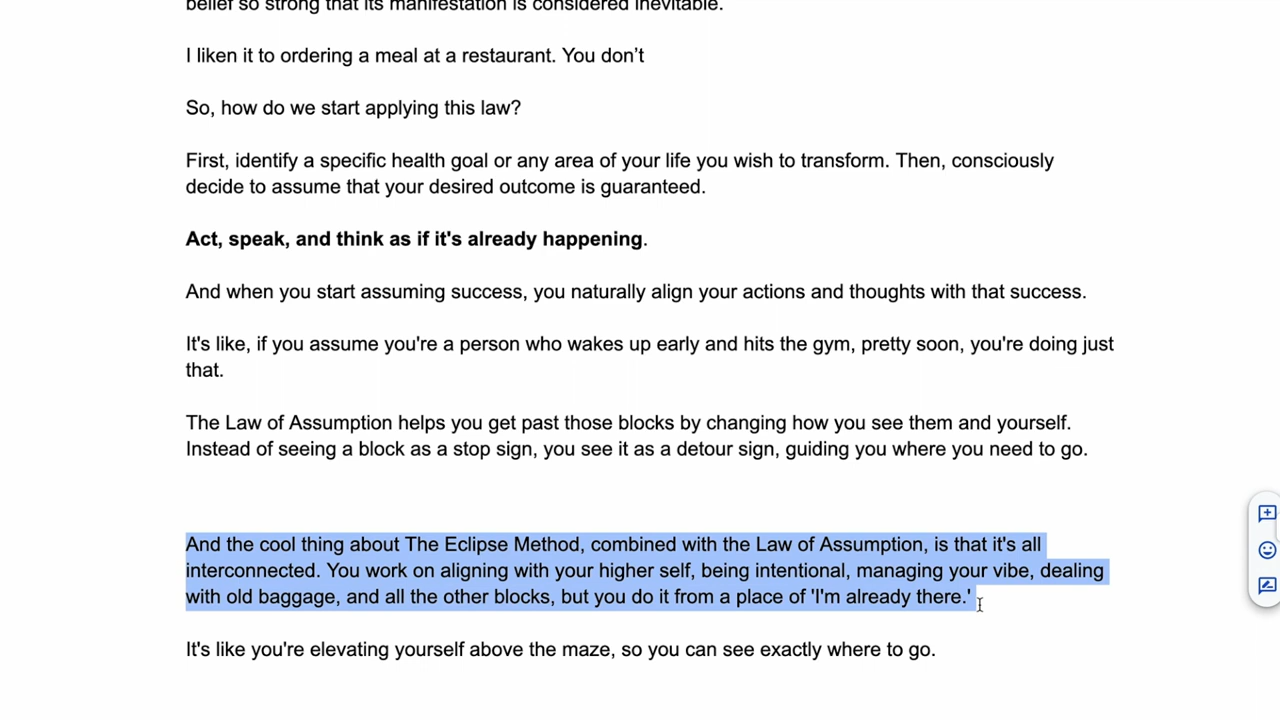 belief so strong that its manifestation is considered inevitable.
I liken it to ordering a meal at a restaurant. You don’t
So, how do we start applying this law?
First, identify a specific health goal or any area of your life you wish to transform. Then, consciously
decide to assume that your desired outcome is guaranteed.
Act, speak, and think as if it's already happening.
And when you start assuming success, you naturally align your actions and thoughts with that success.
It's like, if you assume you're a person who wakes up early and hits the gym, pretty soon, you're doing just
that.
The Law of Assumption helps you get past those blocks by changing how you see them and yourself.
Instead of seeing a block as a stop sign, you see it as a detour sign, guiding you where you need to go.
And the cool thing about The Eclipse Method, combined with the Law of Assumption, is that it's all
interconnected. You work on aligning with your higher self, being intentional, managing your vibe, dealing
with old baggage, and all the other blocks, but you do it from a place of 'I'm already there.'
It's like you're elevating yourself above the maze, so you can see exactly where to go.